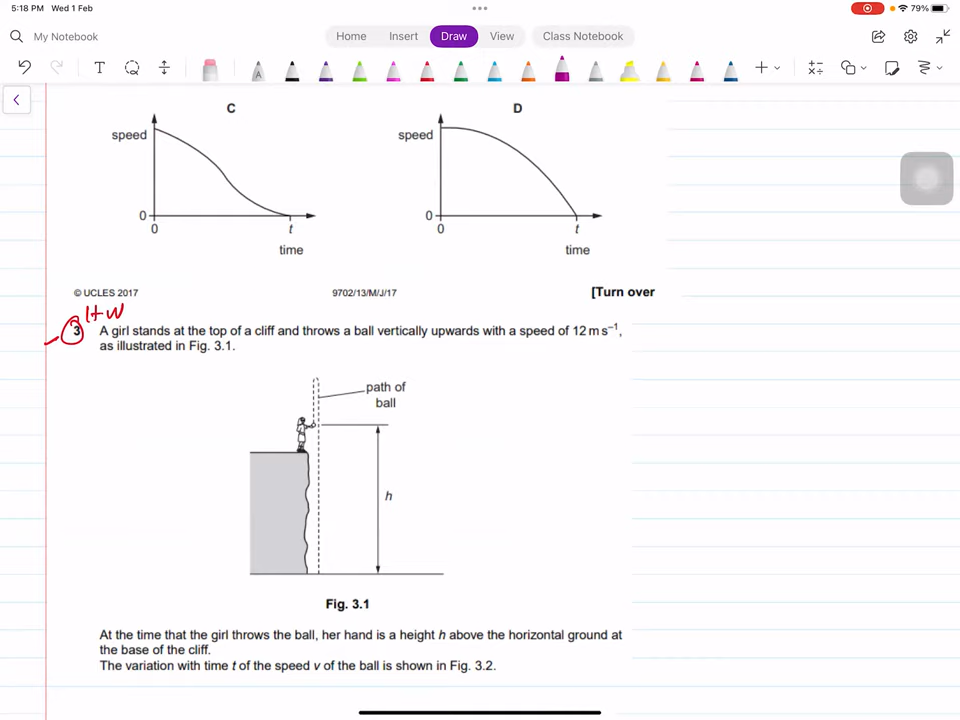 5:18 PM Wed 1 Feb
79%
My Notebook
Home Insert Draw View Class Notebook
T
A
C
D
speed
speed
0
0
0
t
0
t
time
time
© UCLES 2017
9702/13/M/J/17
[Turn over
HW
3 A girl stands at the top of a cliff and throws a ball vertically upwards with a speed of 12 m s⁻¹,
as illustrated in Fig. 3.1.
path of
ball
h
Fig. 3.1
At the time that the girl throws the ball, her hand is a height h above the horizontal ground at
the base of the cliff.
The variation with time t of the speed v of the ball is shown in Fig. 3.2.